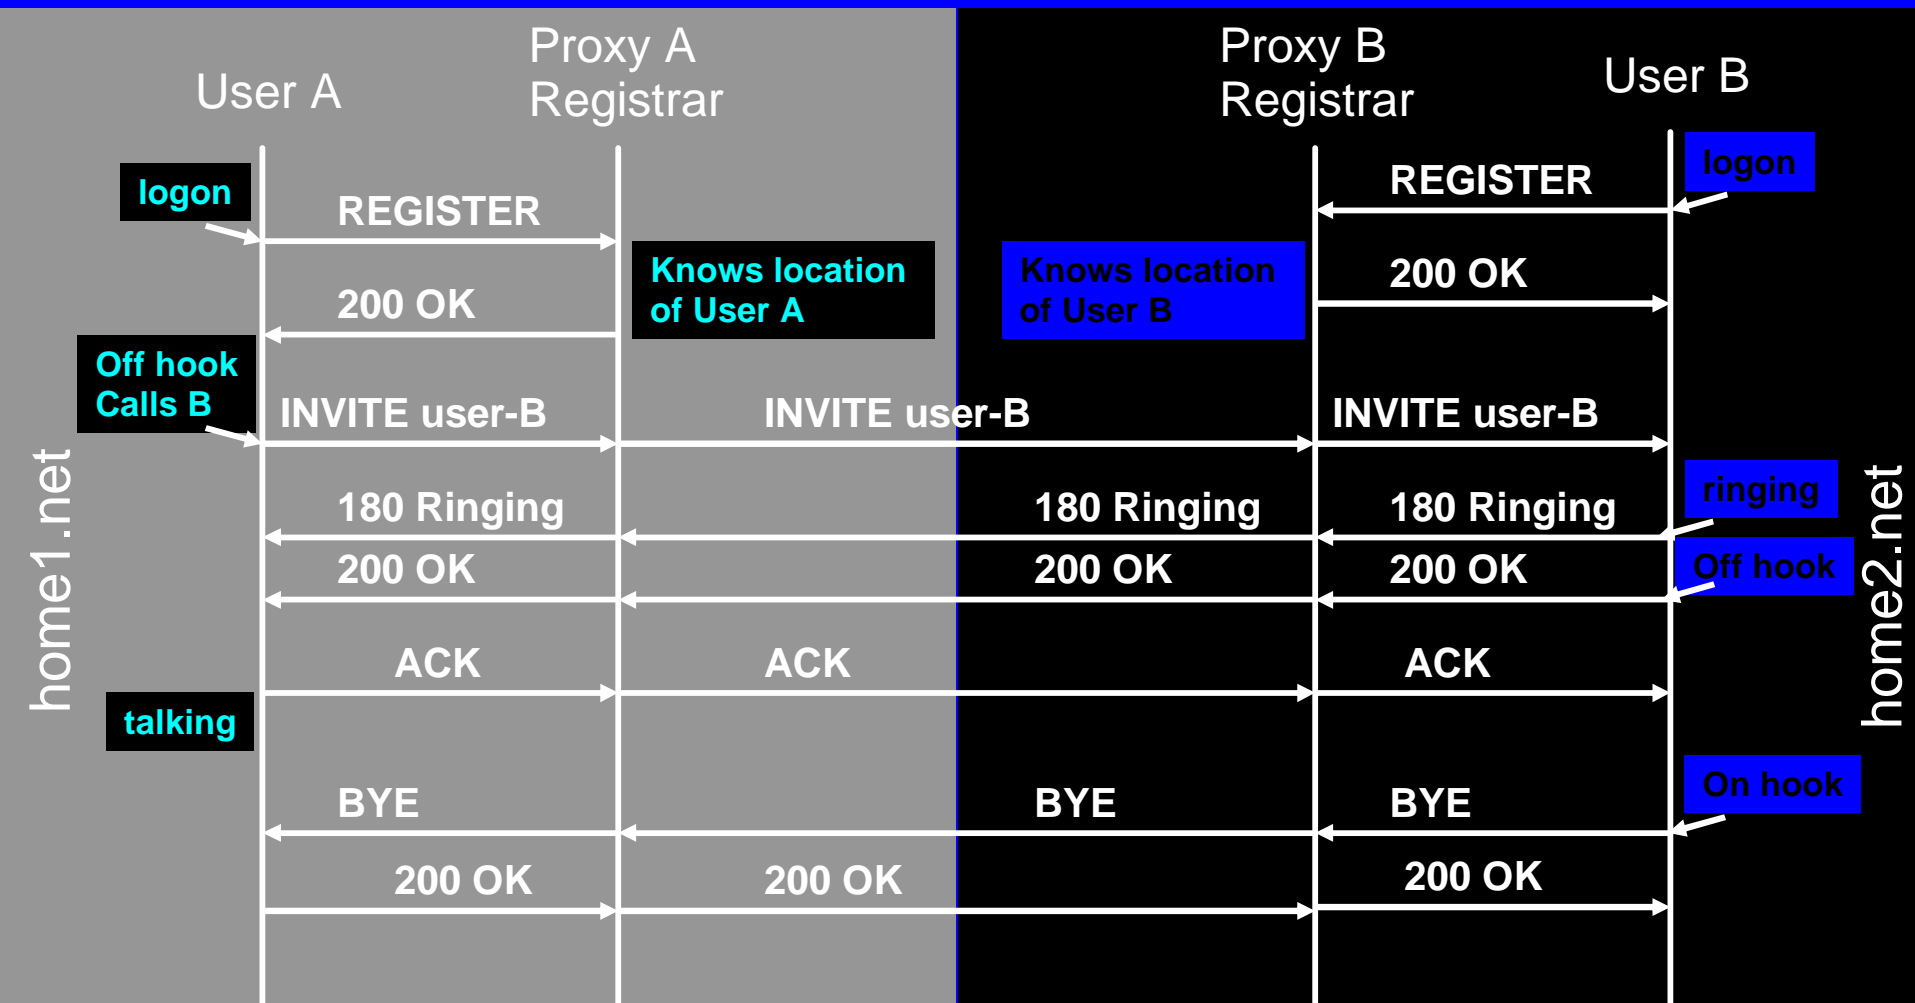 User A
Proxy A
Registrar
Proxy B
Registrar
User B
logon
REGISTER
REGISTER
logon
Knows location
of User A
Knows location
of User B
200 OK
200 OK
Off hook
Calls B
INVITE user-B
INVITE user-B
INVITE user-B
home1.net
home2.net
180 Ringing
180 Ringing
180 Ringing
ringing
200 OK
200 OK
200 OK
Off hook
ACK
ACK
ACK
talking
BYE
BYE
BYE
On hook
200 OK
200 OK
200 OK